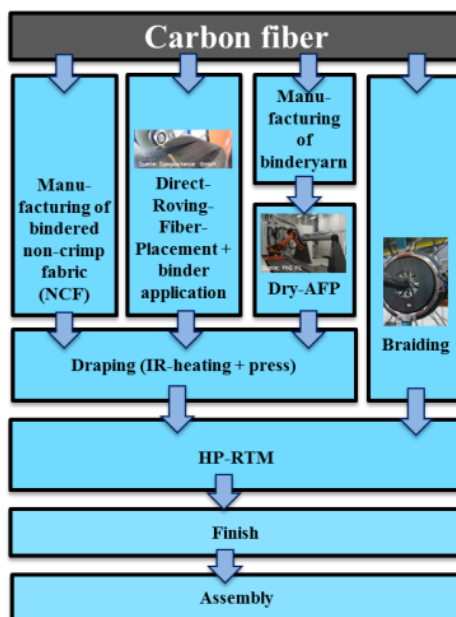 Carbon fiber
Manu-
facturing of
bindered
non-crimp
fabric
(NCF)
Direct-
Roving-
Fiber-
Placement +
binder
application
Manu-
facturing
of
binderyarn
Dry-AFP
Braiding
Draping (IR-heating + press)
HP-RTM
Finish
Assembly